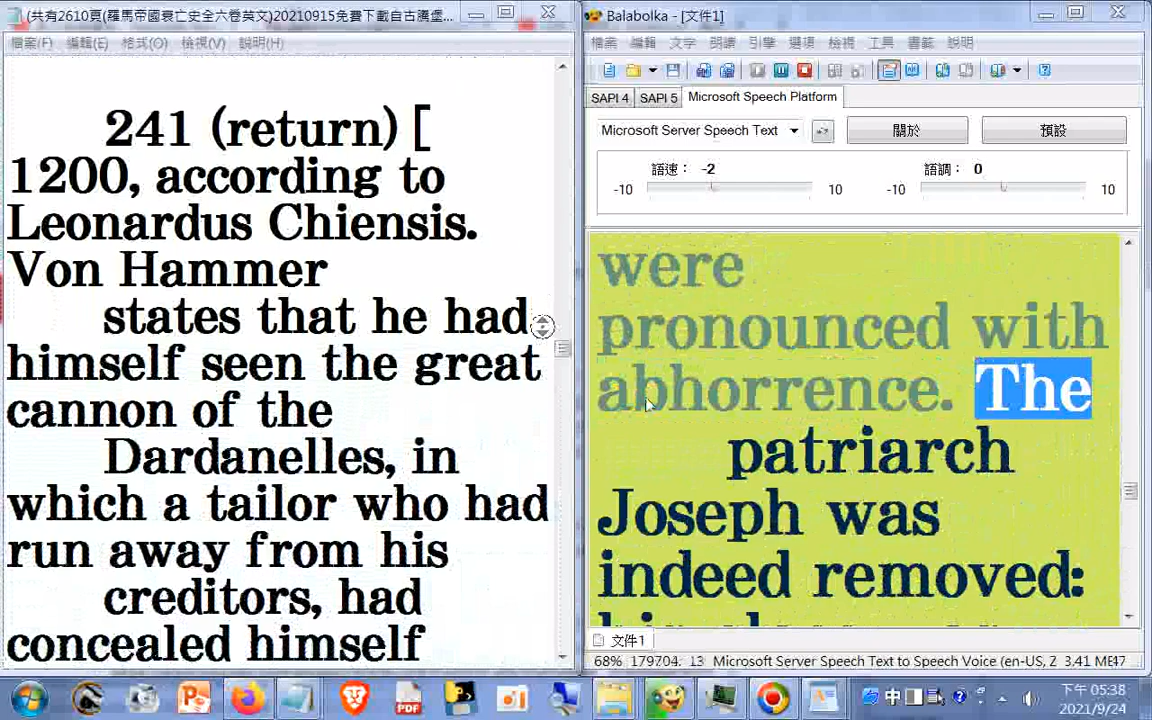 (共有2610頁(羅馬帝國衰亡史全六卷英文)20210915免費下載自古騰堡...
檔案(F) 編輯(E) 格式(O) 檢視(V) 說明(H)
241 (return) [
1200, according to
Leonardus Chiensis.
Von Hammer
states that he had
himself seen the great
cannon of the
Dardanelles, in
which a tailor who had
run away from his
creditors, had
concealed himself
Balabolka - [文件1]
檔案 編輯 文字 朗讀 引擎 選項 檢視 工具 書籤 說明
SAPI 4 SAPI 5 Microsoft Speech Platform
Microsoft Server Speech Text 關於 預設
語速: -2 語調: 0
-10 10 -10 10
were
pronounced with
abhorrence. The
patriarch
Joseph was
indeed removed:
文件1
68% 179704: 13 Microsoft Server Speech Text to Speech Voice (en-US, 2 3.41 ME47
PDF 中 下午 05:38
2021/9/24